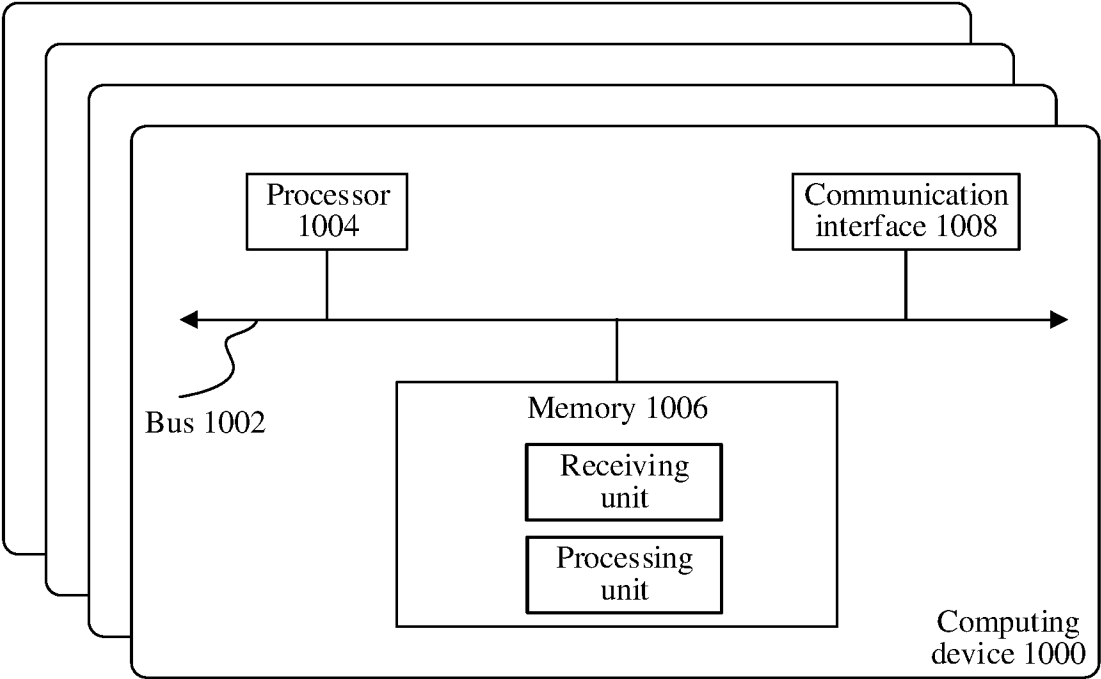 Processor
1004
Communication
interface 1008
Bus 1002
Memory 1006
Receiving
unit
Processing
unit
Computing
device 1000